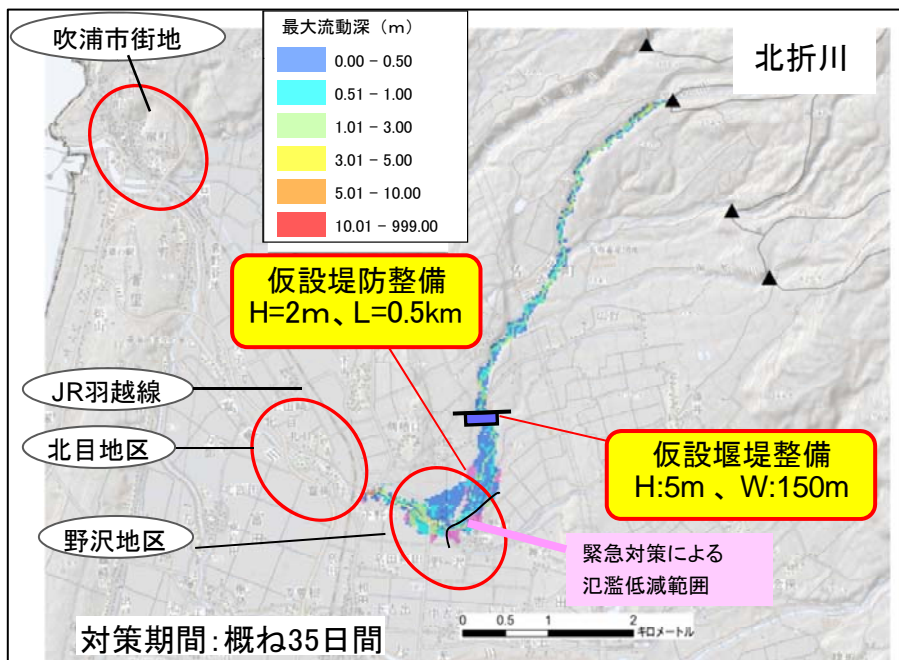 吹浦市街地
最大流動深（m）
0.00 − 0.50
0.51 − 1.00
1.01 − 3.00
3.01 − 5.00
5.01 − 10.00
10.01 − 999.00
北折川
仮設堤防整備
H=2m、L=0.5km
JR羽越線
北目地区
野沢地区
仮設堰堤整備
H:5m 、W:150m
緊急対策による
氾濫低減範囲
対策期間：概ね35日間
0 0.5 1 2
キロメートル